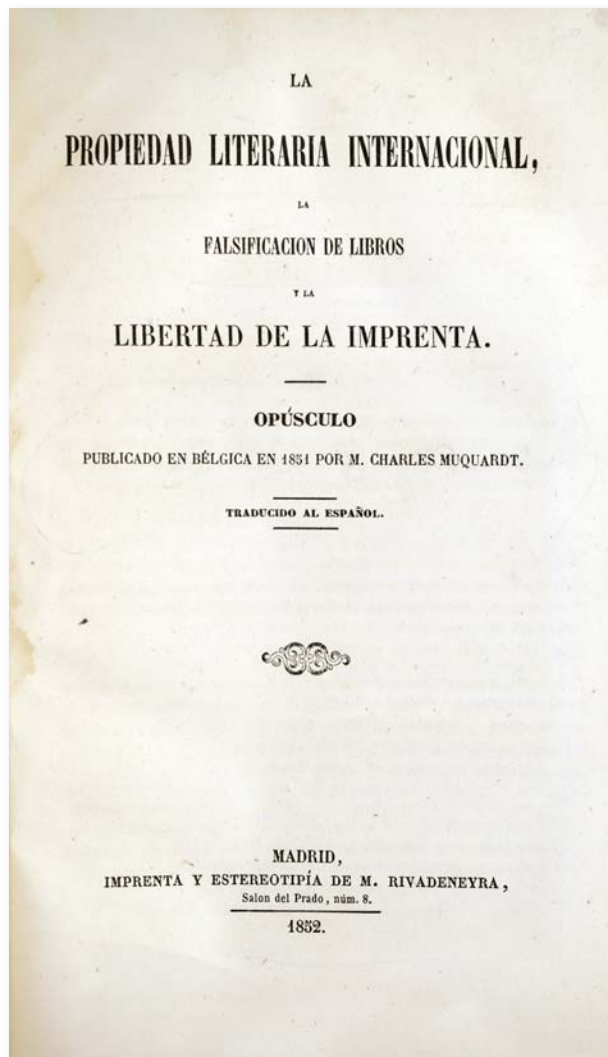 LA
PROPIEDAD LITERARIA INTERNACIONAL,
LA
FALSIFICACION DE LIBROS
Y LA
LIBERTAD DE LA IMPRENTA.
OPÚSCULO
PUBLICADO EN BÉLGICA EN 1851 POR M. CHARLES MUQUARDT.
TRADUCIDO AL ESPAÑOL.
MADRID,
IMPRENTA Y ESTEREOTIPÍA DE M. RIVADENEYRA,
Salon del Prado, núm. 8.
1852.